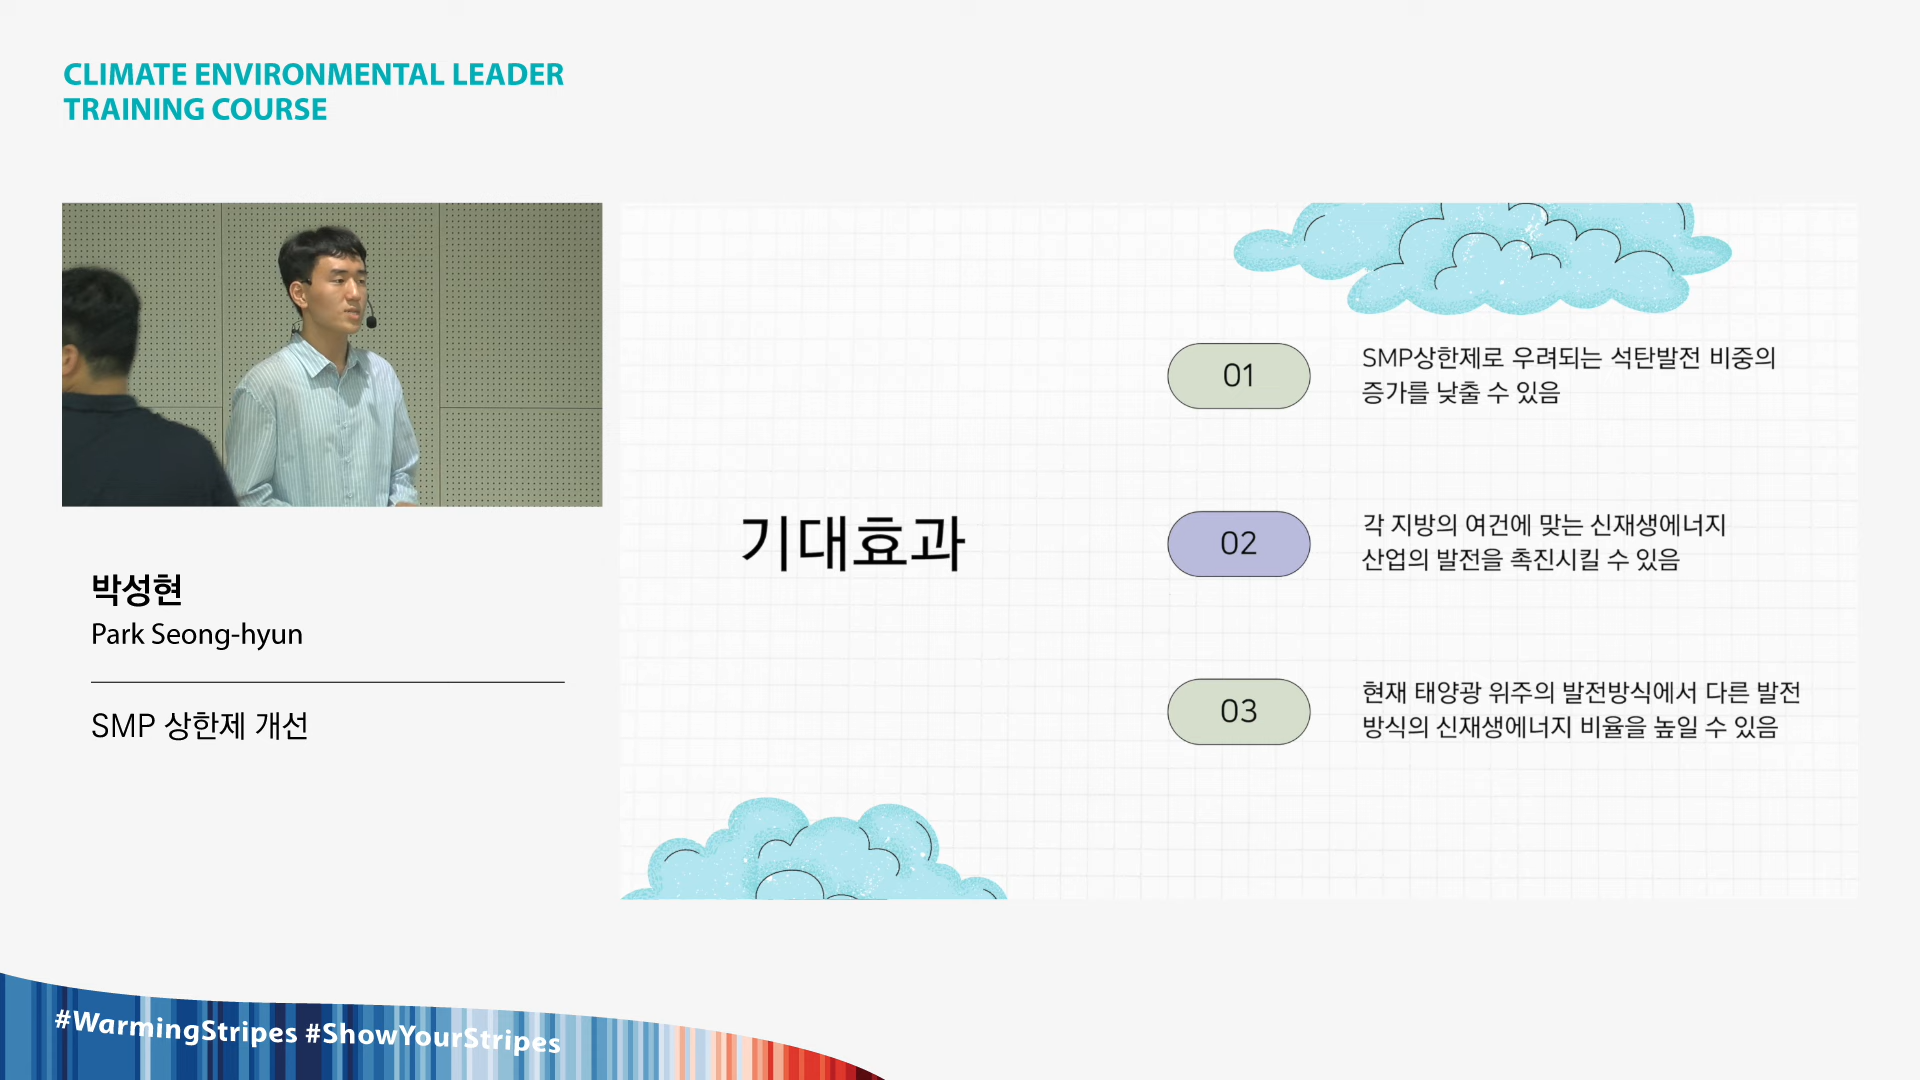 CLIMATE ENVIRONMENTAL LEADER
TRAINING COURSE
박성현
Park Seong-hyun
SMP 상한제 개선
기대효과
01
SMP상한제로 우려되는 석탄발전 비중의
증가를 낮출 수 있음
02
각 지방의 여건에 맞는 신재생에너지
산업의 발전을 촉진시킬 수 있음
03
현재 태양광 위주의 발전방식에서 다른 발전
방식의 신재생에너지 비율을 높일 수 있음
#WarmingStripes #ShowYourStripes